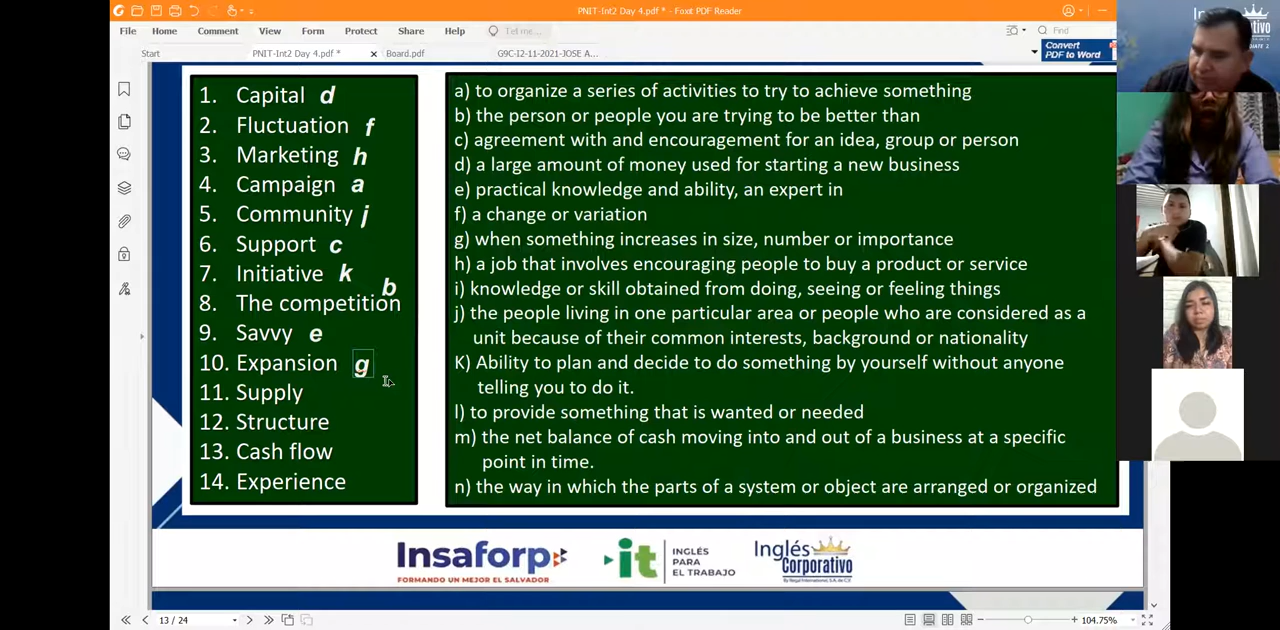 PNIT-Int2 Day 4.pdf * - Foxit PDF Reader
File Home Comment View Form Protect Share Help Tell me... Find
Start PNIT-Int2 Day 4.pdf * Board.pdf G9C-I2-11-2021-JOSE A...
Convert
PDF to Word
1. Capital d
2. Fluctuation f
3. Marketing h
4. Campaign a
5. Community j
6. Support c
7. Initiative k
8. The competition b
9. Savvy e
10. Expansion g
11. Supply
12. Structure
13. Cash flow
14. Experience
a) to organize a series of activities to try to achieve something
b) the person or people you are trying to be better than
c) agreement with and encouragement for an idea, group or person
d) a large amount of money used for starting a new business
e) practical knowledge and ability, an expert in
f) a change or variation
g) when something increases in size, number or importance
h) a job that involves encouraging people to buy a product or service
i) knowledge or skill obtained from doing, seeing or feeling things
j) the people living in one particular area or people who are considered as a
unit because of their common interests, background or nationality
K) Ability to plan and decide to do something by yourself without anyone
telling you to do it.
l) to provide something that is wanted or needed
m) the net balance of cash moving into and out of a business at a specific
point in time.
n) the way in which the parts of a system or object are arranged or organized
Insaforp
FORMANDO UN MEJOR EL SALVADOR
it
INGLÉS
PARA
EL TRABAJO
Inglés
Corporativo
13 / 24
104.75%